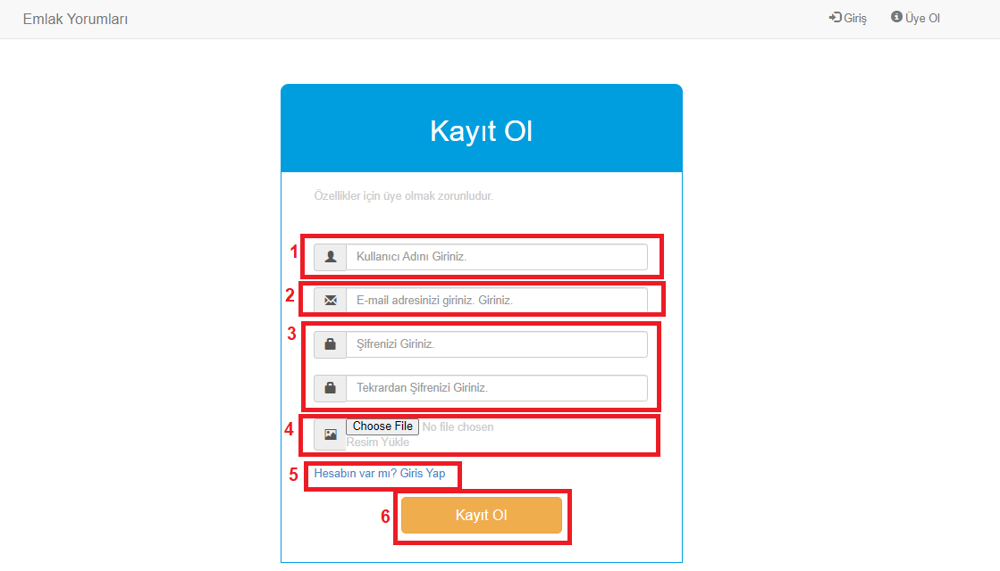 Emlak Yorumları
Giriş
Üye Ol
Kayıt Ol
Özellikler için üye olmak zorunludur.
1
Kullanıcı Adını Giriniz.
2
E-mail adresinizi giriniz. Giriniz.
3
Şifrenizi Giriniz.
Tekrardan Şifrenizi Giriniz.
4
Choose File No file chosen
Resim Yükle
5
Hesabın var mı? Giris Yap
6
Kayıt Ol